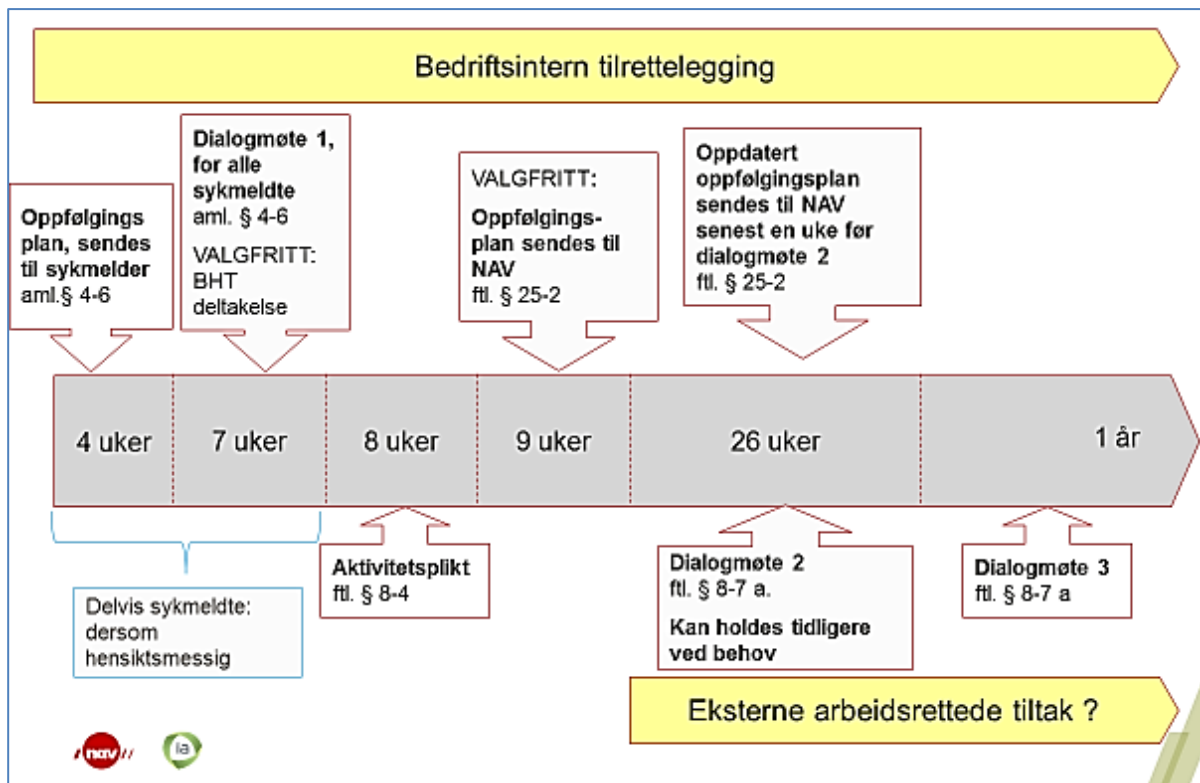 Bedriftsintern tilrettelegging
Oppfølgings
plan, sendes
til sykmelder
aml.§ 4-6
Dialogmøte 1,
for alle
sykmeldte
aml. § 4-6
VALGFRITT:
BHT
deltakelse
VALGFRITT:
Oppfølgings-
plan sendes til
NAV
ftl. § 25-2
Oppdatert
oppfølgingsplan
sendes til NAV
senest en uke før
dialogmøte 2
ftl. § 25-2
4 uker
7 uker
8 uker
9 uker
26 uker
1 år
Delvis sykmeldte:
dersom
hensiktsmessig
Aktivitetsplikt
ftl. § 8-4
Dialogmøte 2
ftl. § 8-7 a.
Kan holdes tidligere
ved behov
Dialogmøte 3
ftl. § 8-7 a
Eksterne arbeidsrettede tiltak ?
nav
ia